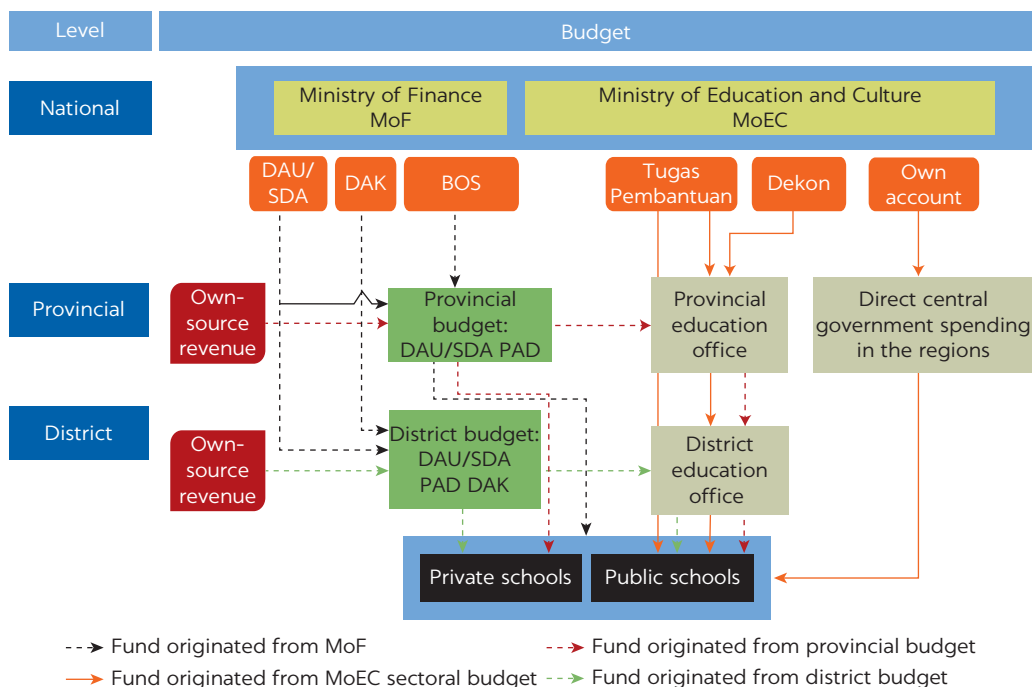 Level
Budget
National
Ministry of Finance
MoF
Ministry of Education and Culture
MoEC
DAU/
SDA
DAK
BOS
Tugas
Pembantuan
Dekon
Own
account
Provincial
Own-
source
revenue
Provincial
budget:
DAU/SDA PAD
Provincial
education
office
Direct central
government spending
in the regions
District
Own-
source
revenue
District budget:
DAU/SDA
PAD DAK
District
education
office
Private schools
Public schools
Fund originated from MoF
Fund originated from provincial budget
Fund originated from MoEC sectoral budget
Fund originated from district budget